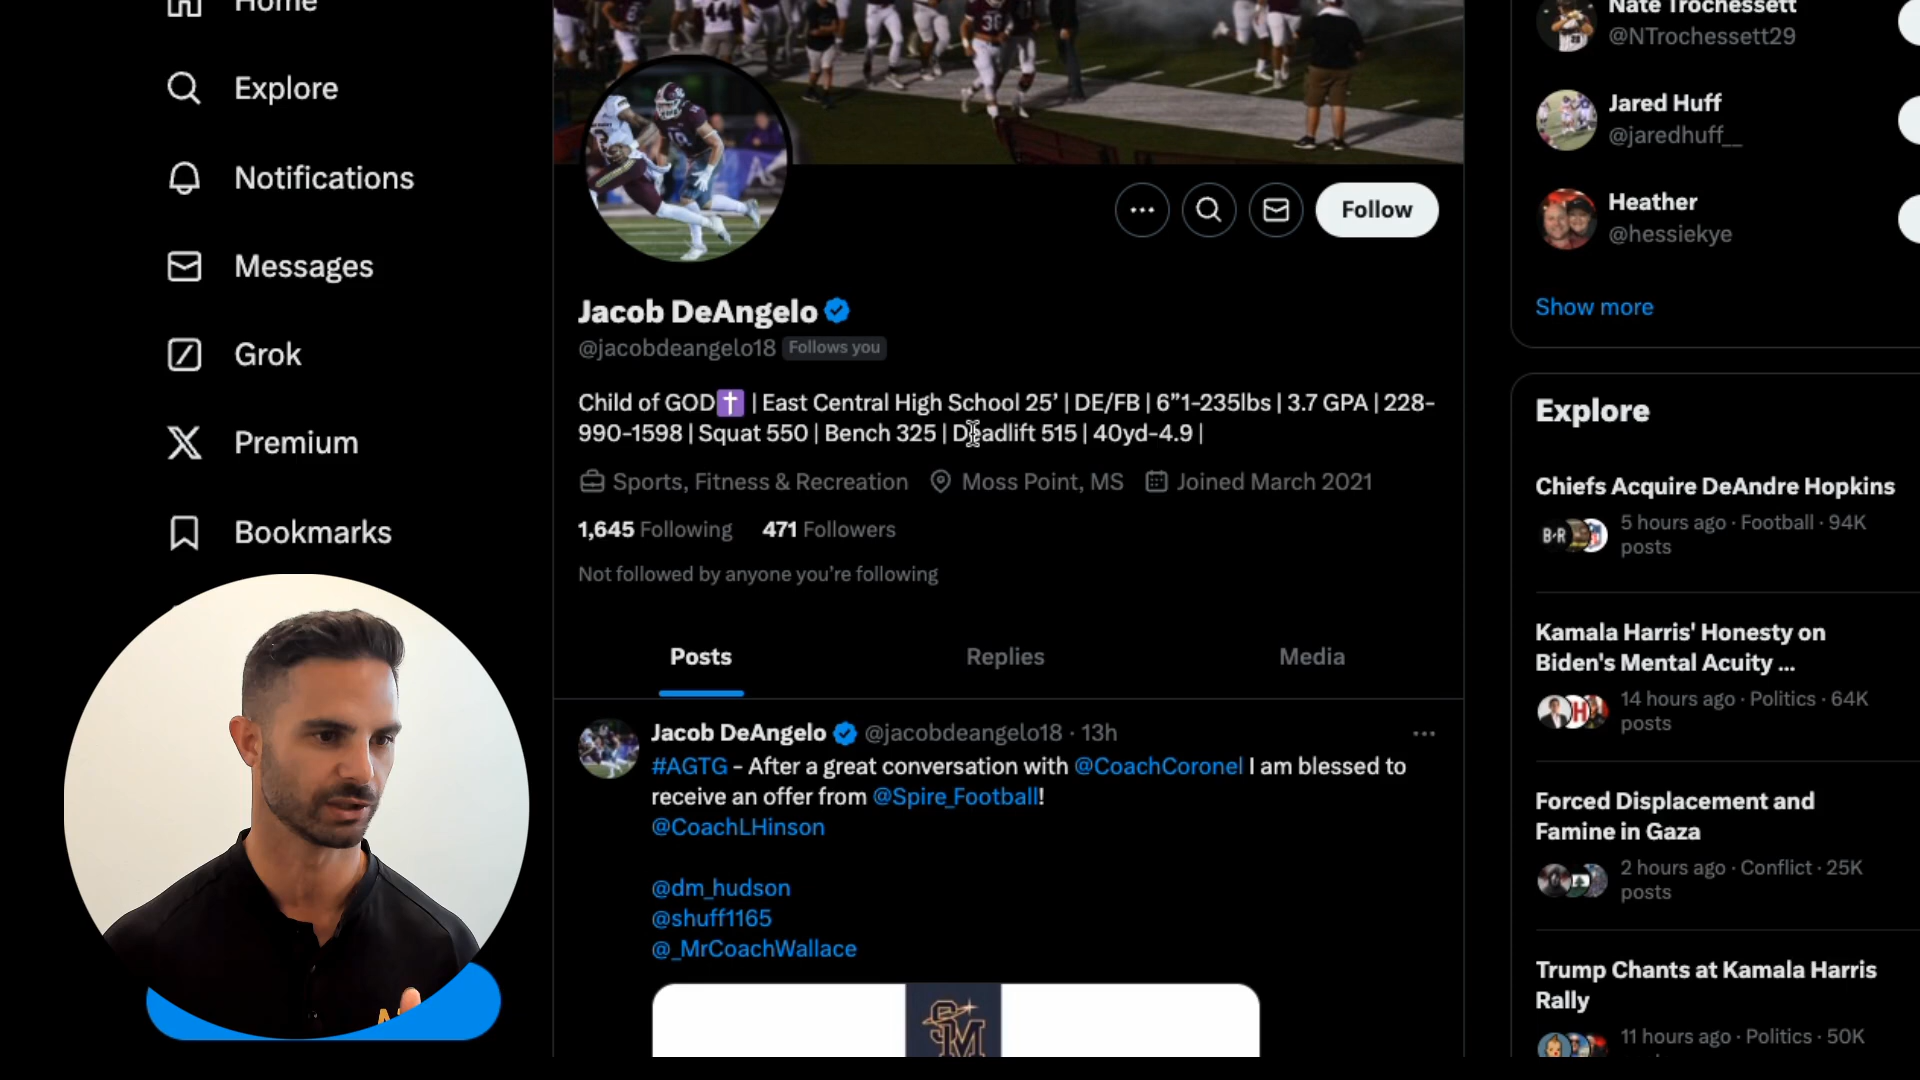 Home
Explore
Notifications
Messages
Grok
Premium
Bookmarks
44
36
18
Follow
Jacob DeAngelo
@jacobdeangelo18 Follows you
Child of GOD✝️ | East Central High School 25’ | DE/FB | 6”1-235lbs | 3.7 GPA | 228-
990-1598 | Squat 550 | Bench 325 | Deadlift 515 | 40yd-4.9 |
Sports, Fitness & Recreation Moss Point, MS Joined March 2021
1,645 Following 471 Followers
Not followed by anyone you’re following
Posts Replies Media
Jacob DeAngelo @jacobdeangelo18 · 13h
#AGTG - After a great conversation with @CoachCoronel I am blessed to
receive an offer from @Spire_Football!
@CoachLHinson
@dm_hudson
@shuff1165
@_MrCoachWallace
SM
Nate Trochessett
@NTrochessett29
Jared Huff
@jaredhuff__
Heather
@hessiekye
Show more
Explore
Chiefs Acquire DeAndre Hopkins
B/R
5 hours ago · Football · 94K
posts
Kamala Harris' Honesty on
Biden's Mental Acuity ...
H
14 hours ago · Politics · 64K
posts
Forced Displacement and
Famine in Gaza
2 hours ago · Conflict · 25K
posts
Trump Chants at Kamala Harris
Rally
11 hours ago · Politics · 50K